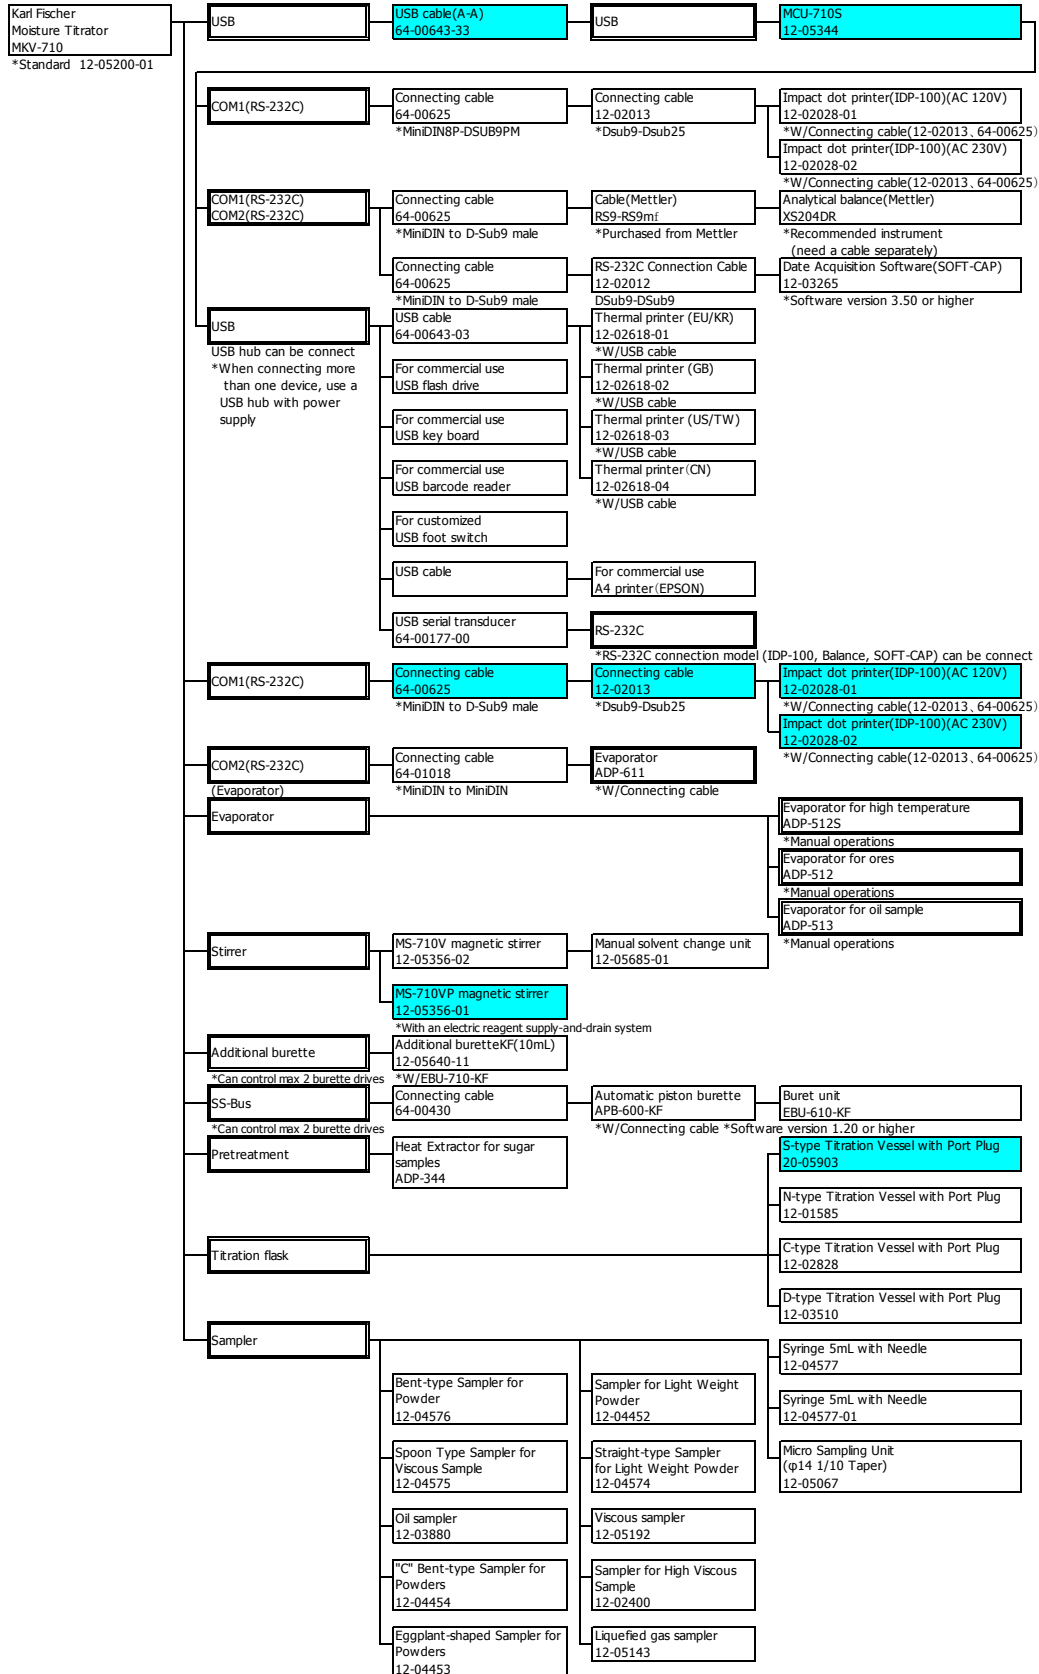 Karl Fischer
Moisture Titrator
MKV-710
*Standard 12-05200-01
USB
USB cable(A-A)
64-00643-33
USB
MCU-710S
12-05344
COM1(RS-232C)
Connecting cable
64-00625
*MiniDIN8P-DSUB9PM
Connecting cable
12-02013
*Dsub9-Dsub25
Impact dot printer(IDP-100)(AC 120V)
12-02028-01
*W/Connecting cable(12-02013、64-00625)
Impact dot printer(IDP-100)(AC 230V)
12-02028-02
*W/Connecting cable(12-02013、64-00625)
COM1(RS-232C)
COM2(RS-232C)
Connecting cable
64-00625
*MiniDIN to D-Sub9 male
Cable(Mettler)
RS9-RS9mf
*Purchased from Mettler
Analytical balance(Mettler)
XS204DR
*Recommended instrument
(need a cable separately)
Connecting cable
64-00625
*MiniDIN to D-Sub9 male
RS-232C Connection Cable
12-02012
DSub9-DSub9
Date Acquisition Software(SOFT-CAP)
12-03265
*Software version 3.50 or higher
USB
USB hub can be connect
*When connecting more
than one device, use a
USB hub with power
supply
USB cable
64-00643-03
Thermal printer (EU/KR)
12-02618-01
*W/USB cable
For commercial use
USB flash drive
Thermal printer (GB)
12-02618-02
*W/USB cable
For commercial use
USB key board
Thermal printer (US/TW)
12-02618-03
*W/USB cable
For commercial use
USB barcode reader
Thermal printer(CN)
12-02618-04
*W/USB cable
For customized
USB foot switch
USB cable
For commercial use
A4 printer(EPSON)
USB serial transducer
64-00177-00
RS-232C
*RS-232C connection model (IDP-100, Balance, SOFT-CAP) can be connect
COM1(RS-232C)
Connecting cable
64-00625
*MiniDIN to D-Sub9 male
Connecting cable
12-02013
*Dsub9-Dsub25
Impact dot printer(IDP-100)(AC 120V)
12-02028-01
*W/Connecting cable(12-02013、64-00625)
Impact dot printer(IDP-100)(AC 230V)
12-02028-02
*W/Connecting cable(12-02013、64-00625)
COM2(RS-232C)
(Evaporator)
Connecting cable
64-01018
*MiniDIN to MiniDIN
Evaporator
ADP-611
*W/Connecting cable
Evaporator
Evaporator for high temperature
ADP-512S
*Manual operations
Evaporator for ores
ADP-512
*Manual operations
Evaporator for oil sample
ADP-513
*Manual operations
Stirrer
MS-710V magnetic stirrer
12-05356-02
Manual solvent change unit
12-05685-01
MS-710VP magnetic stirrer
12-05356-01
*With an electric reagent supply-and-drain system
Additional burette
*Can control max 2 burette drives
Additional buretteKF(10mL)
12-05640-11
*W/EBU-710-KF
SS-Bus
*Can control max 2 burette drives
Connecting cable
64-00430
Automatic piston burette
APB-600-KF
*W/Connecting cable *Software version 1.20 or higher
Buret unit
EBU-610-KF
Pretreatment
Heat Extractor for sugar
samples
ADP-344
S-type Titration Vessel with Port Plug
20-05903
N-type Titration Vessel with Port Plug
12-01585
Titration flask
C-type Titration Vessel with Port Plug
12-02828
D-type Titration Vessel with Port Plug
12-03510
Sampler
Syringe 5mL with Needle
12-04577
Bent-type Sampler for
Powder
12-04576
Sampler for Light Weight
Powder
12-04452
Syringe 5mL with Needle
12-04577-01
Spoon Type Sampler for
Viscous Sample
12-04575
Straight-type Sampler
for Light Weight Powder
12-04574
Micro Sampling Unit
(φ14 1/10 Taper)
12-05067
Oil sampler
12-03880
Viscous sampler
12-05192
"C" Bent-type Sampler for
Powders
12-04454
Sampler for High Viscous
Sample
12-02400
Eggplant-shaped Sampler for
Powders
12-04453
Liquefied gas sampler
12-05143